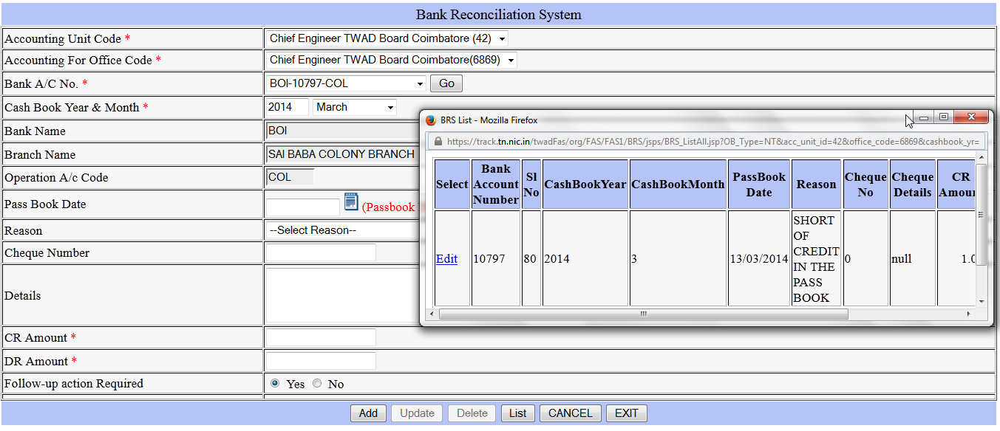 Bank Reconciliation System
Accounting Unit Code * Chief Engineer TWAD Board Coimbatore (42)
Accounting For Office Code * Chief Engineer TWAD Board Coimbatore(6869)
Bank A/C No. * BOI-10797-COL Go
Cash Book Year & Month * 2014 March
Bank Name BOI
Branch Name SAI BABA COLONY BRANCH
Operation A/c Code COL
Pass Book Date (Passbook
Reason --Select Reason--
Cheque Number
Details
CR Amount *
DR Amount *
Follow-up action Required Yes No
Add Update Delete List CANCEL EXIT
BRS List - Mozilla Firefox
https://track.tn.nic.in/twadFas/org/FAS/FAS1/BRS/jsps/BRS_ListAll.jsp?OB_Type=NT&acc_unit_id=42&office_code=6869&cashbook_yr=
Select
Bank
Account
Number
Sl
No
CashBookYear
CashBookMonth
PassBook
Date
Reason
Cheque
No
Cheque
Details
CR
Edit
10797
80
2014
3
13/03/2014
SHORT
OF
CREDIT
IN THE
PASS
BOOK
0
null